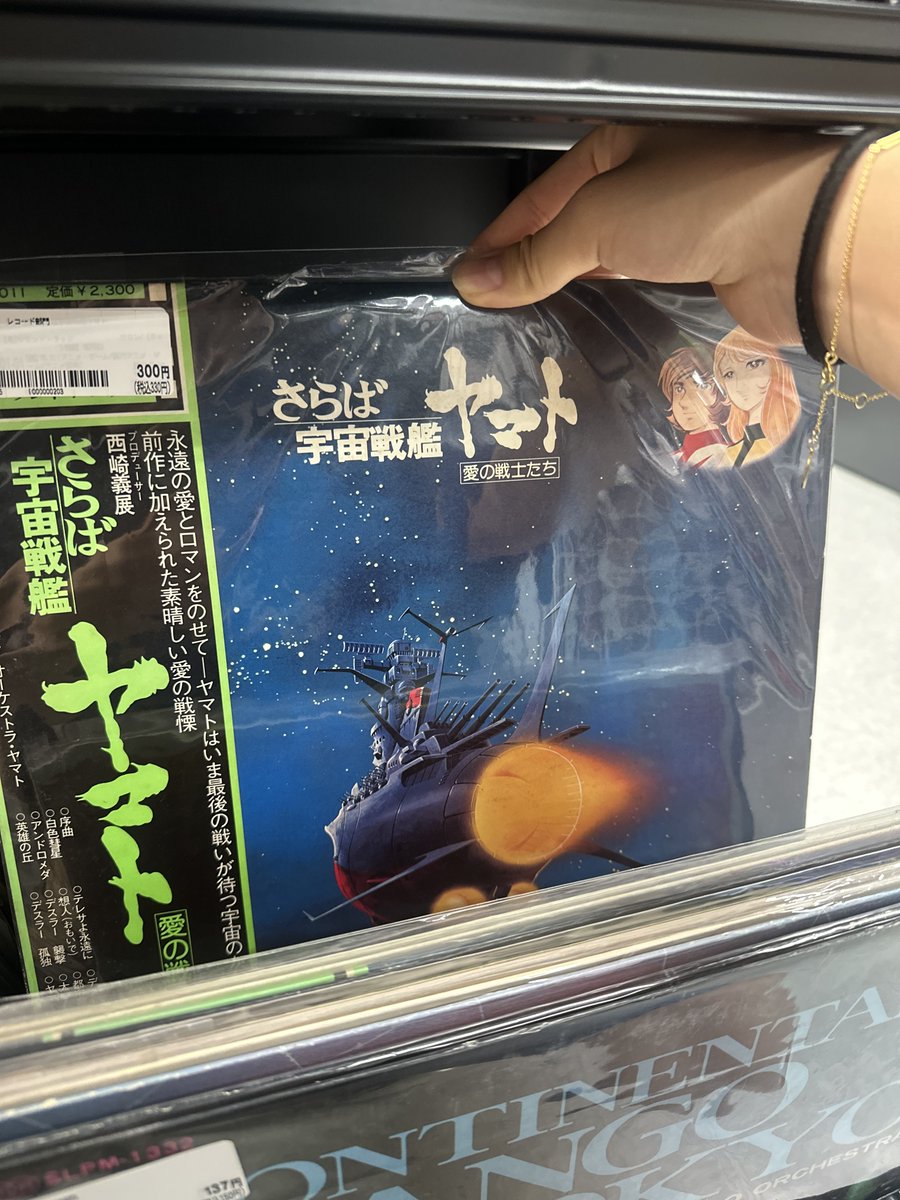 011 定価¥2,300
レコード部門
300円
(税込330円)
1000000203
さらば
宇宙戦艦
ヤマト
愛の戦士たち
永遠の愛とロマンをのせて—ヤマトはいま最後の戦いが待つ宇宙の
前作に加えられた素晴しい愛の戦慄
プロデューサー
西崎義展
さらば
宇宙戦艦
ヤマト
愛の戦
オーケストラ・ヤマト
○序曲
○白色彗星
○アンドロメダ
○英雄の丘
○テレサよ永遠に
○想人(おもいで)
○デスラー 襲撃
○デスラー 孤独
SLPM-1332
137円
CONTINENTA
TANGO
ORCHESTRA